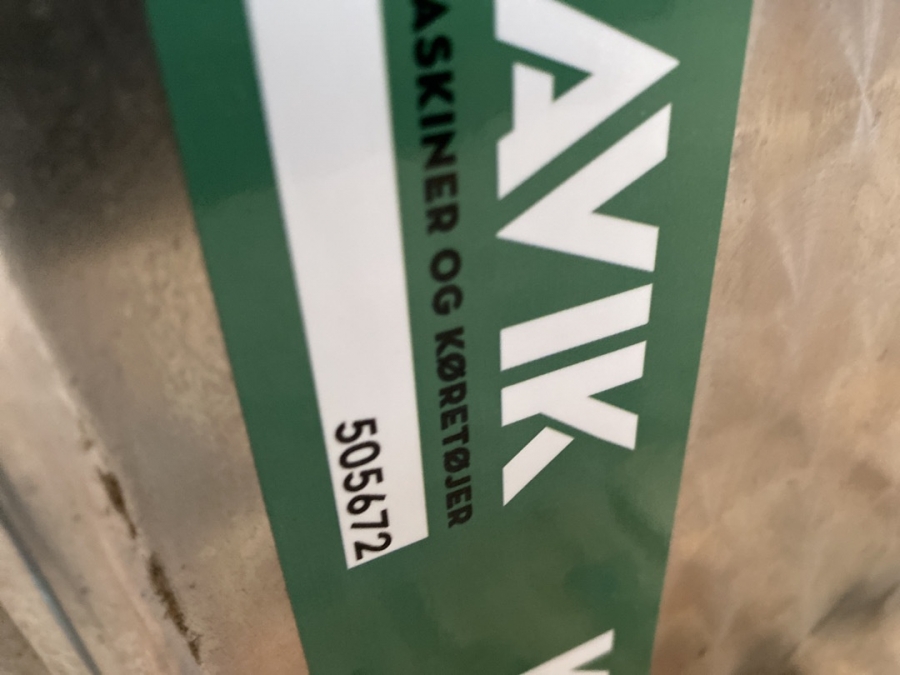 AVIK
ASKINER OG KØRETØJER
505672